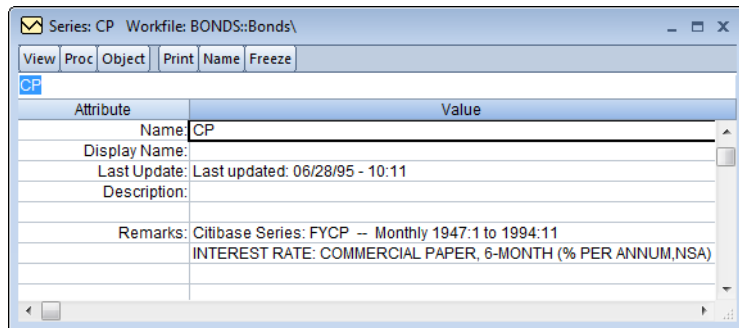 Series: CP Workfile: BONDS::Bonds\
View Proc Object Print Name Freeze
CP
Attribute Value
Name: CP
Display Name:
Last Update: Last updated: 06/28/95 - 10:11
Description:
Remarks: Citibase Series: FYCP -- Monthly 1947:1 to 1994:11
INTEREST RATE: COMMERCIAL PAPER, 6-MONTH (% PER ANNUM,NSA)